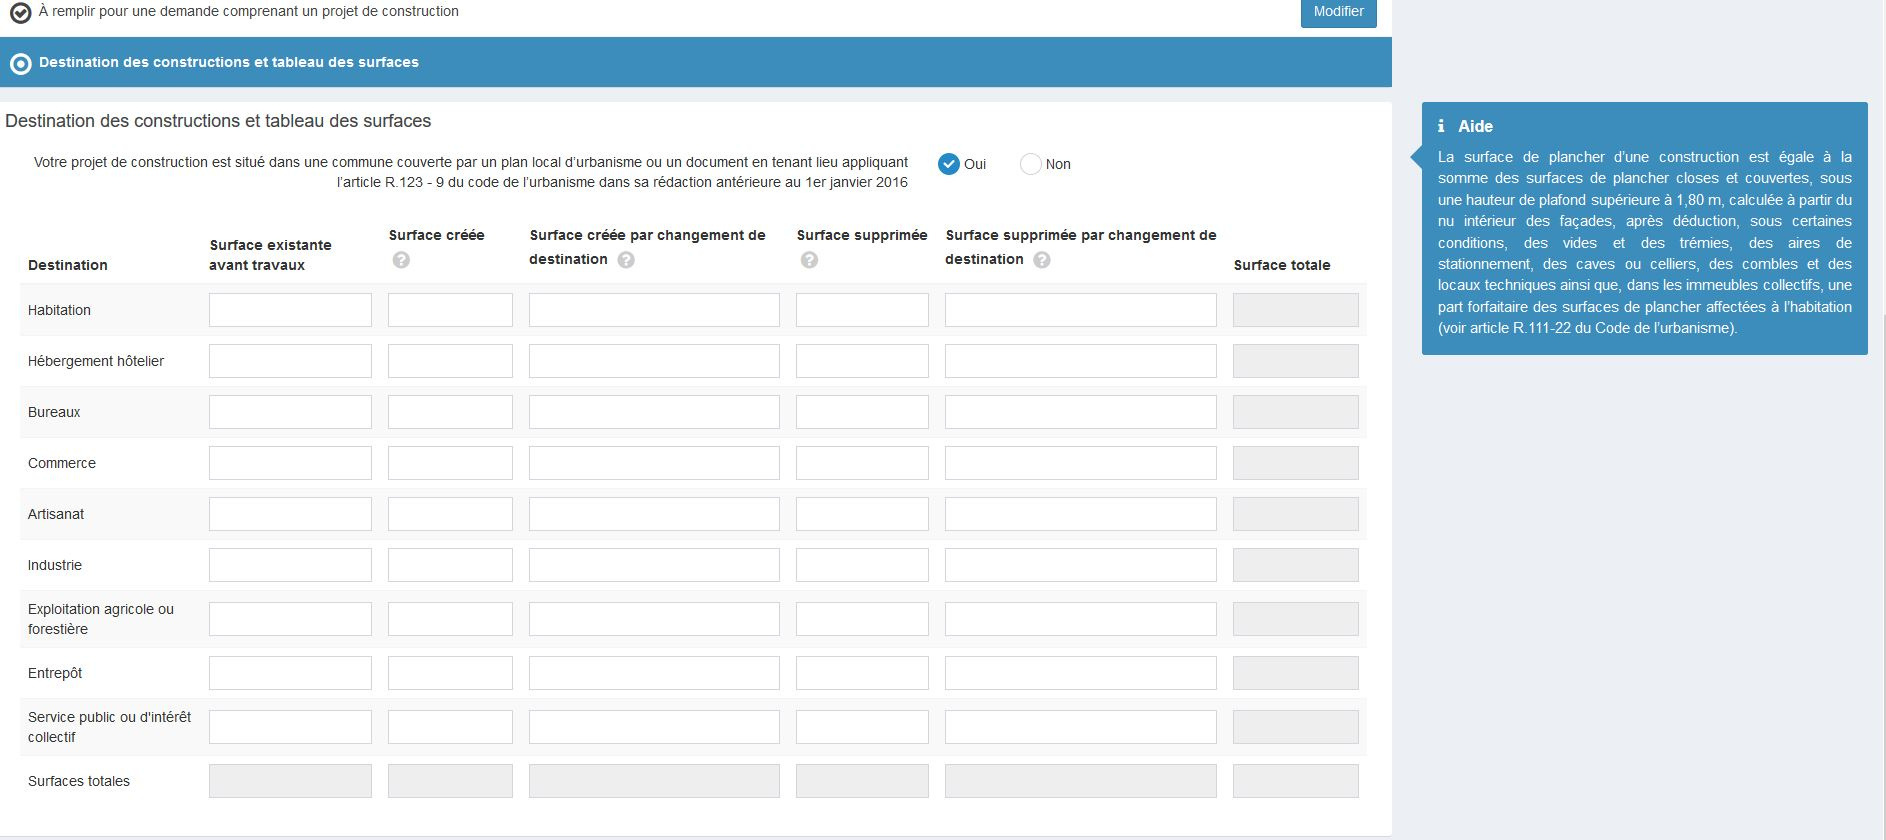 À remplir pour une demande comprenant un projet de construction
Modifier
Destination des constructions et tableau des surfaces
Destination des constructions et tableau des surfaces
Votre projet de construction est situé dans une commune couverte par un plan local d'urbanisme ou un document en tenant lieu appliquant
l'article R.123 - 9 du code de l'urbanisme dans sa rédaction antérieure au 1er janvier 2016
Oui
Non
Destination
Surface existante
avant travaux
Surface créée
?
Surface créée par changement de
destination ?
Surface supprimée
?
Surface supprimée par changement de
destination ?
Surface totale
Habitation
Hébergement hôtelier
Bureaux
Commerce
Artisanat
Industrie
Exploitation agricole ou
forestière
Entrepôt
Service public ou d'intérêt
collectif
Surfaces totales
i Aide
La surface de plancher d'une construction est égale à la
somme des surfaces de plancher closes et couvertes, sous
une hauteur de plafond supérieure à 1,80 m, calculée à partir du
nu intérieur des façades, après déduction, sous certaines
conditions, des vides et des trémies, des aires de
stationnement, des caves ou celliers, des combles et des
locaux techniques ainsi que, dans les immeubles collectifs, une
part forfaitaire des surfaces de plancher affectées à l'habitation
(voir article R.111-22 du Code de l'urbanisme).